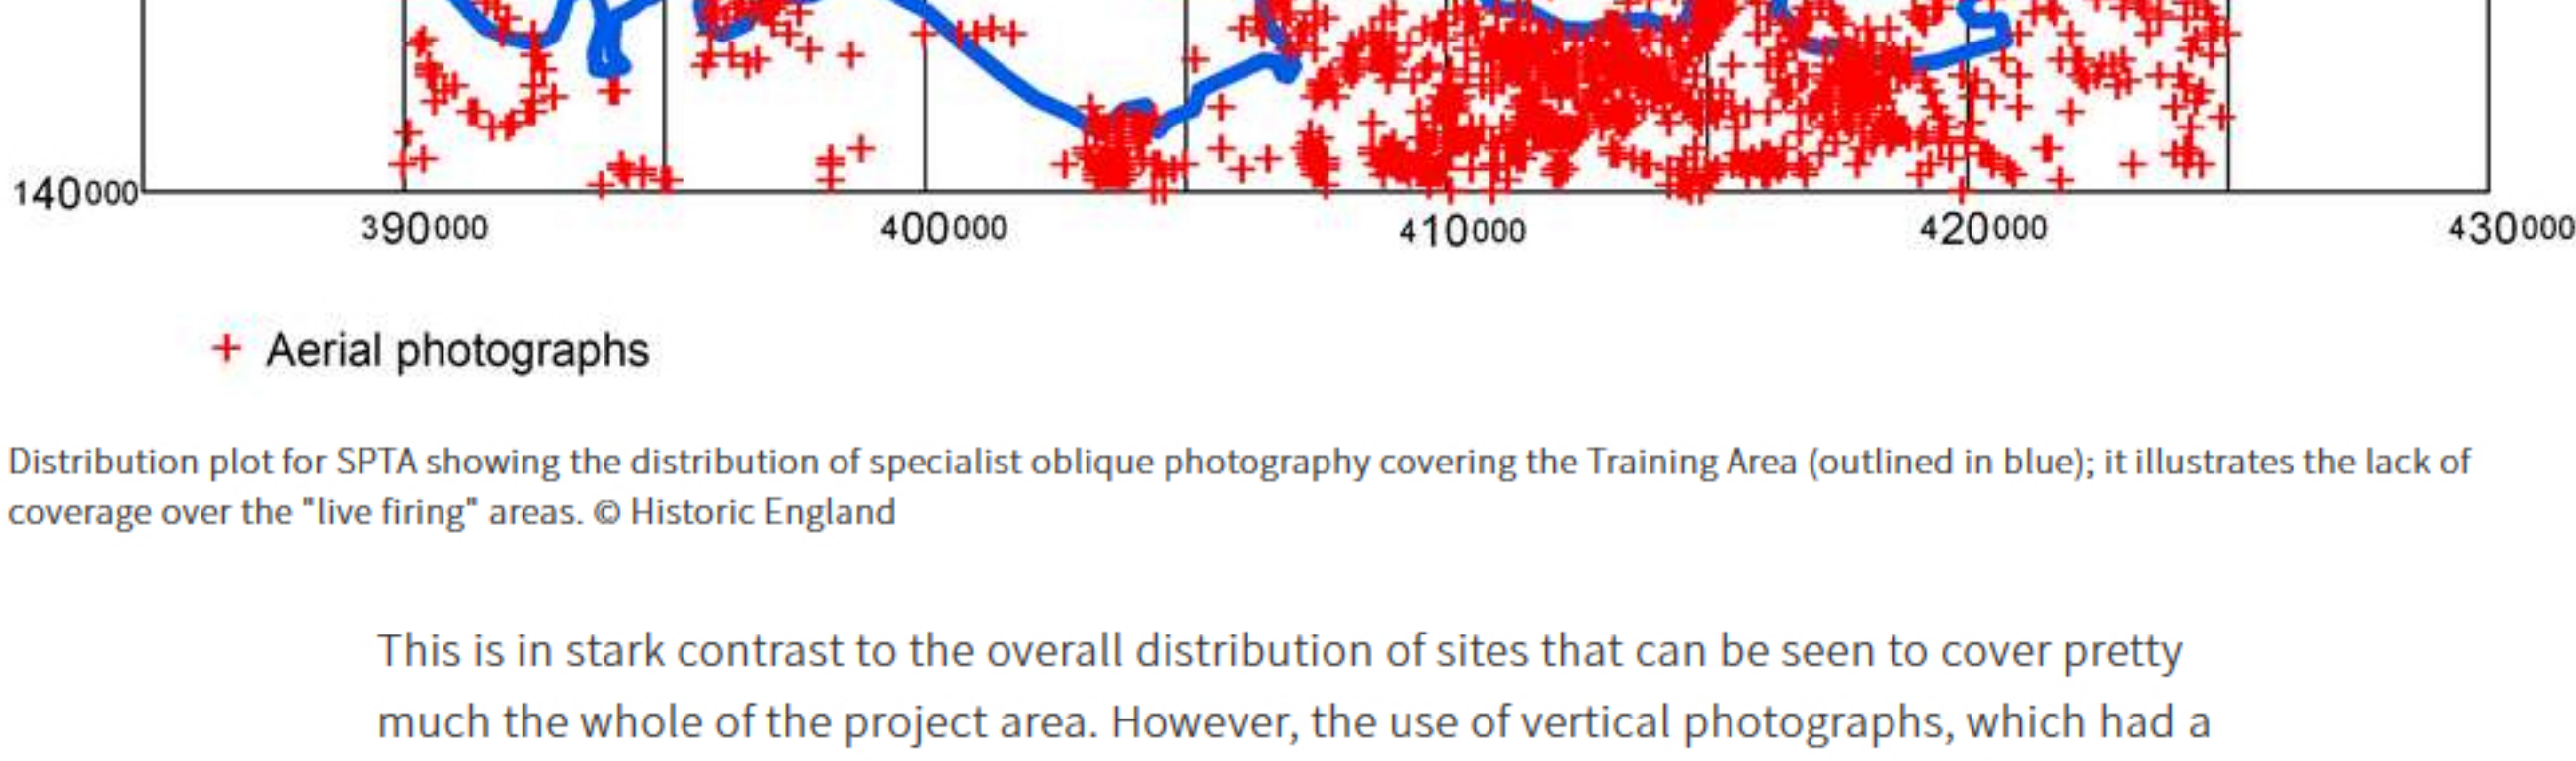 140000
390000 400000 410000 420000 430000
+ Aerial photographs
Distribution plot for SPTA showing the distribution of specialist oblique photography covering the Training Area (outlined in blue); it illustrates the lack of
coverage over the "live firing" areas. © Historic England
This is in stark contrast to the overall distribution of sites that can be seen to cover pretty
much the whole of the project area. However, the use of vertical photographs, which had a